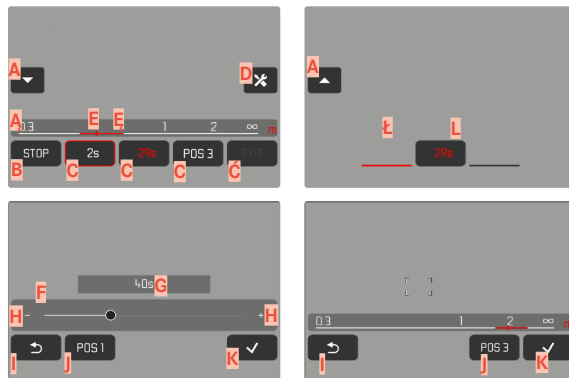 A
D
A 0.3 E E 1 2 ∞ m
STOP 2s 29s POS 3 EXIT
B C C C Ć
A
Ł L
29s
40s G
F
H − + H
POS 1
I J K
0.3 1 2 ∞ m
POS 3
I J K